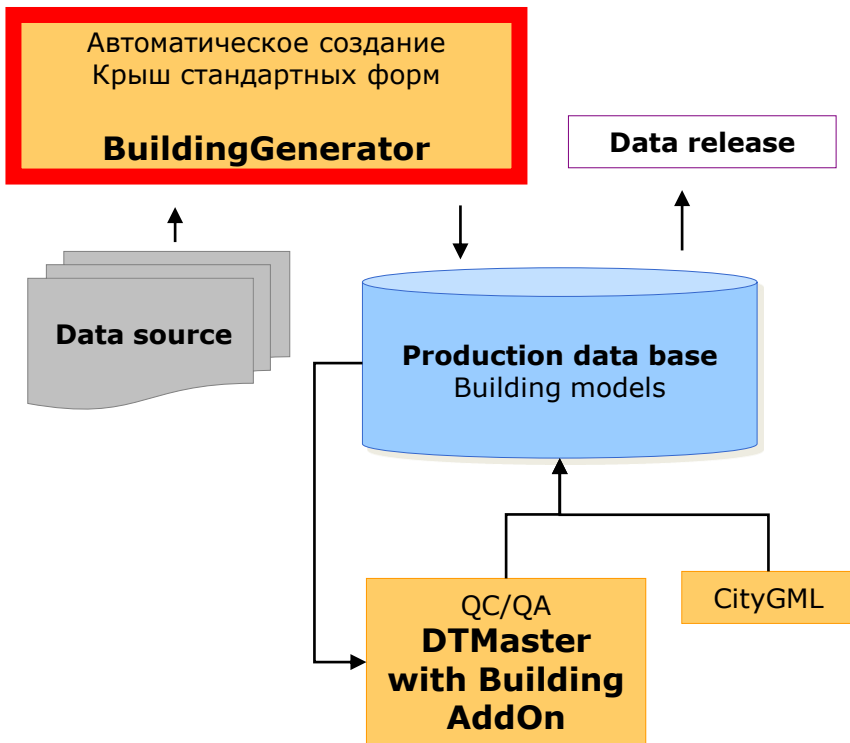 Автоматическое создание
Крыш стандартных форм
BuildingGenerator
Data release
Data source
Production data base
Building models
QC/QA
DTMaster
with Building
AddOn
CityGML